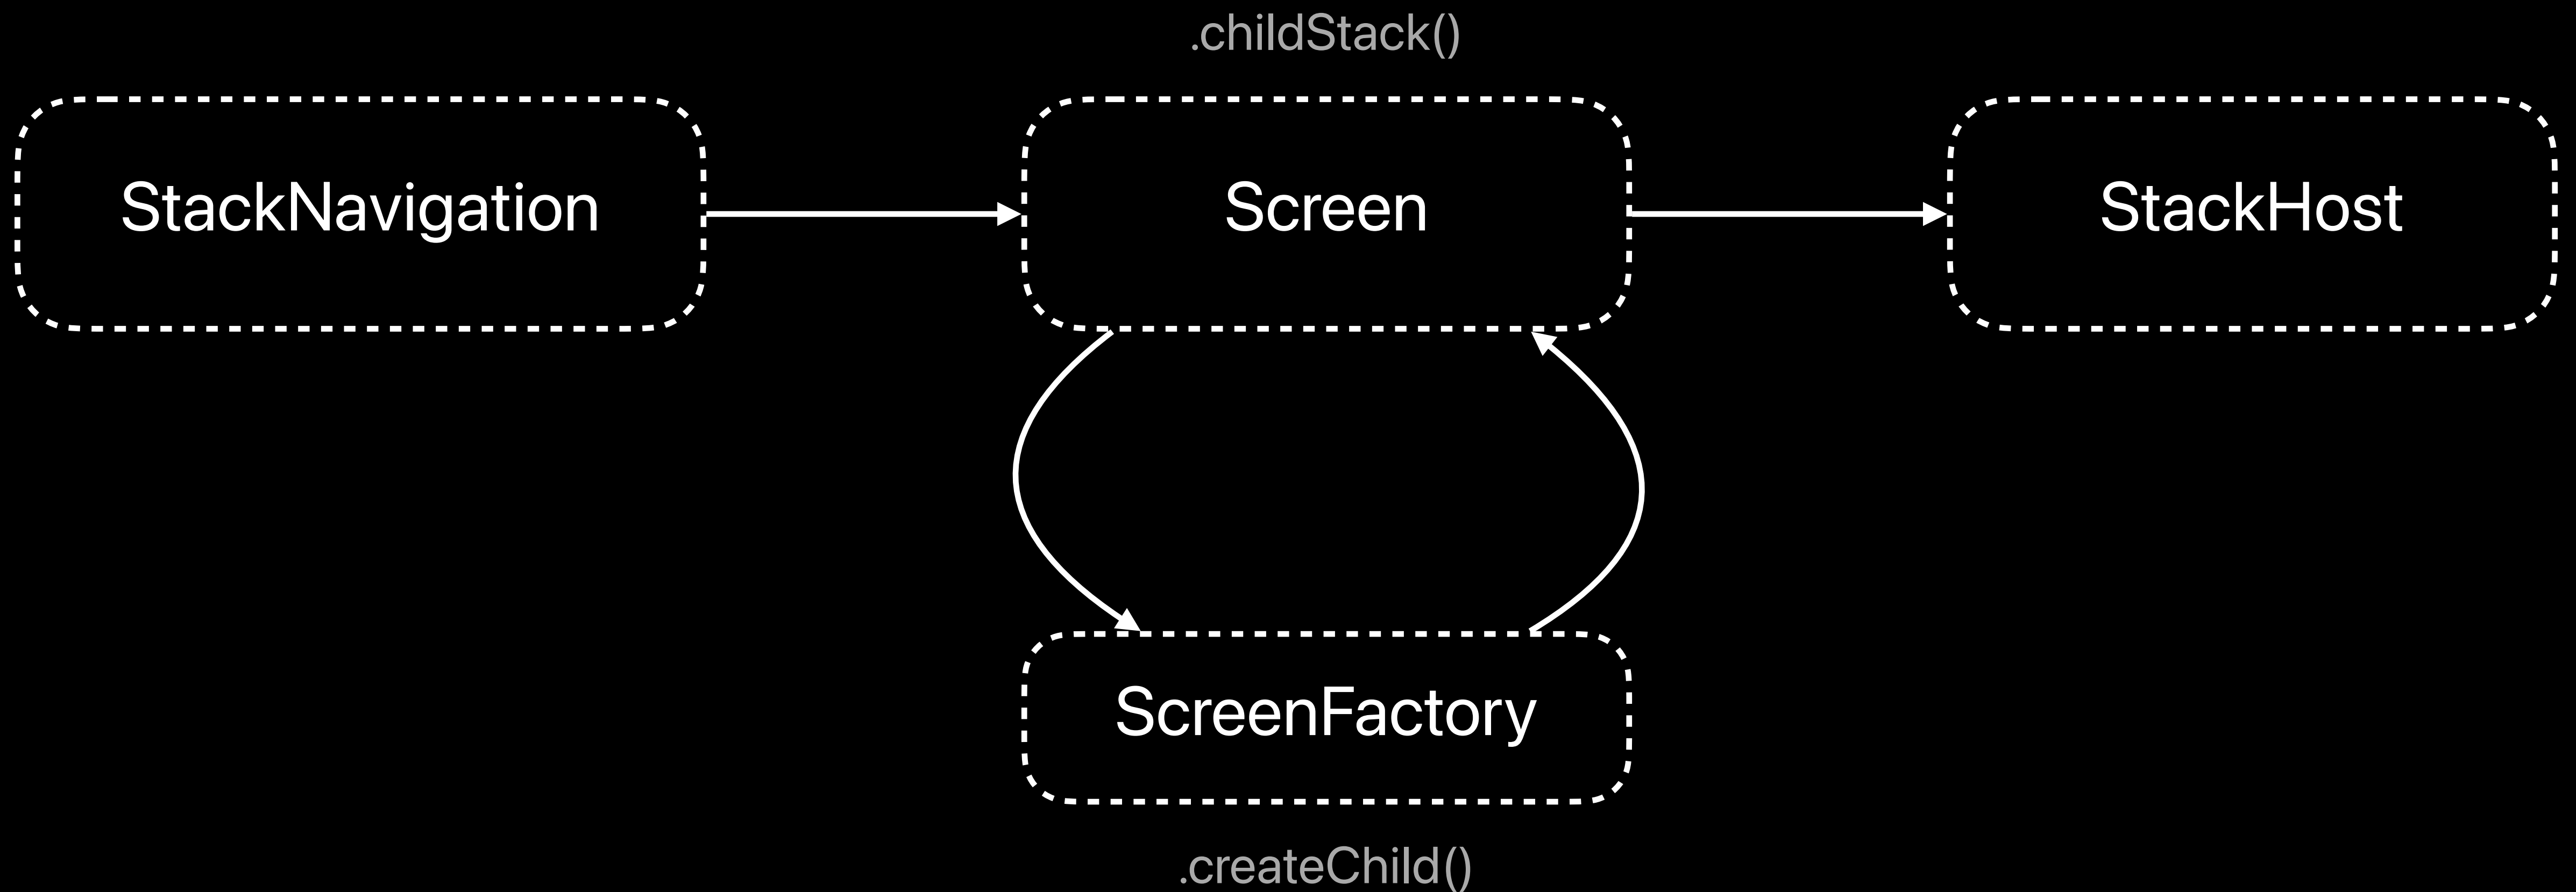 .childStack()
StackNavigation
Screen
StackHost
ScreenFactory
.createChild()